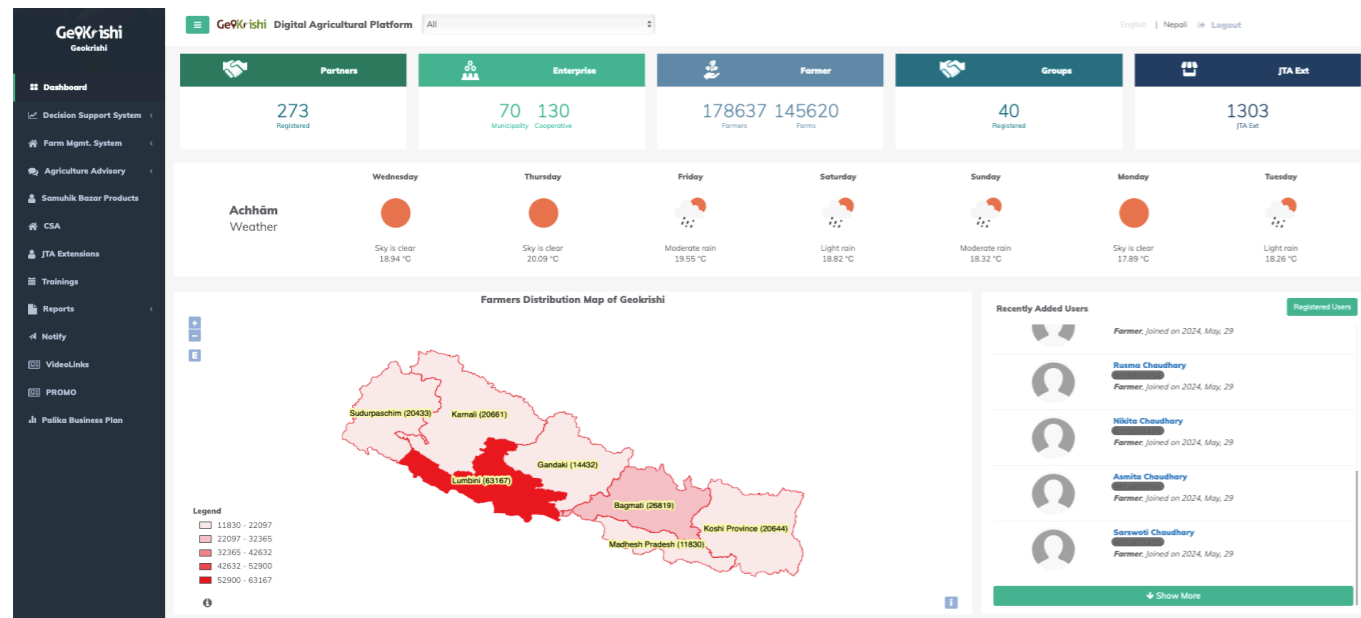 GeoKrishi
Geokrishi
Dashboard
Decision Support System
Farm Mgmt. System
Agriculture Advisory
Samuhik Bazar Products
CSA
JTA Extensions
Trainings
Reports
Notify
VideoLinks
PROMO
Palika Business Plan
GeoKrishi Digital Agricultural Platform All
English | Nepali Logout
Partners
273
Registered
Enterprise
70 130
Municipality Cooperative
Farmer
178637 145620
Farmers Farms
Groups
40
Registered
JTA Ext
1303
JTA Ext
Achhām
Weather
Wednesday
Sky is clear
18.94 °C
Thursday
Sky is clear
20.09 °C
Friday
Moderate rain
19.55 °C
Saturday
Light rain
18.82 °C
Sunday
Moderate rain
18.32 °C
Monday
Sky is clear
17.89 °C
Tuesday
Light rain
18.26 °C
Farmers Distribution Map of Geokrishi
+
−
E
Sudurpaschim (20433)
Karnali (20661)
Gandaki (14432)
Lumbini (63167)
Bagmati (26819)
Koshi Province (20644)
Madhesh Pradesh (11830)
Legend
11830 - 22097
22097 - 32365
32365 - 42632
42632 - 52900
52900 - 63167
i
i
Recently Added Users
Registered Users
Farmer, Joined on 2024, May, 29
Rusma Chaudhary
Farmer, Joined on 2024, May, 29
Nikita Chaudhary
Farmer, Joined on 2024, May, 29
Asmita Chaudhary
Farmer, Joined on 2024, May, 29
Sarswoti Chaudhary
Farmer, Joined on 2024, May, 29
Show More